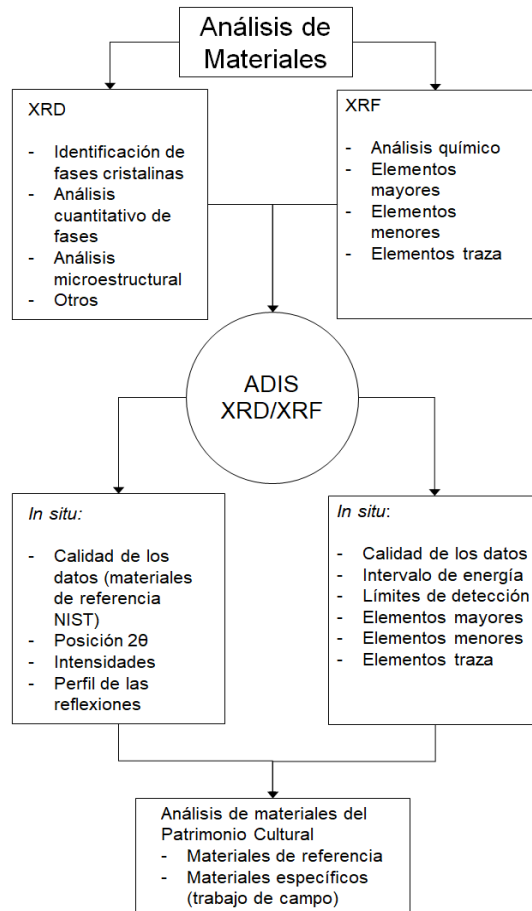 Análisis de
Materiales
XRD
- Identificación de
fases cristalinas
- Análisis
cuantitativo de
fases
- Análisis
microestructural
- Otros
XRF
- Análisis químico
- Elementos
mayores
- Elementos
menores
- Elementos traza
ADIS
XRD/XRF
In situ:
- Calidad de los
datos (materiales
de referencia
NIST)
- Posición 2θ
- Intensidades
- Perfil de las
reflexiones
In situ:
- Calidad de los datos
- Intervalo de energía
- Límites de detección
- Elementos mayores
- Elementos menores
- Elementos traza
Análisis de materiales del
Patrimonio Cultural
- Materiales de referencia
- Materiales específicos
(trabajo de campo)